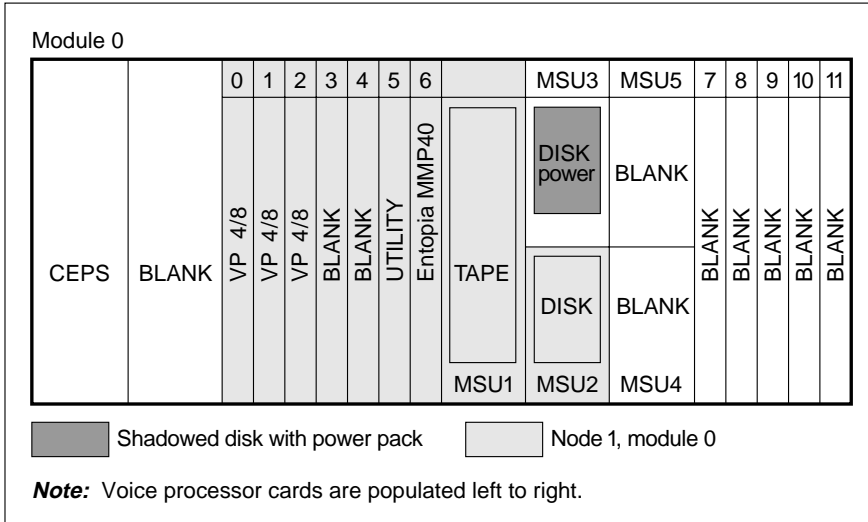 Module 0
0 1 2 3 4 5 6 MSU3 MSU5 7 8 9 10 11
CEPS
BLANK
VP 4/8
VP 4/8
VP 4/8
BLANK
BLANK
UTILITY
Entopia MMP40
TAPE
MSU1
DISK
power
DISK
MSU2
BLANK
BLANK
MSU4
BLANK
BLANK
BLANK
BLANK
BLANK
Shadowed disk with power pack
Node 1, module 0
Note: Voice processor cards are populated left to right.